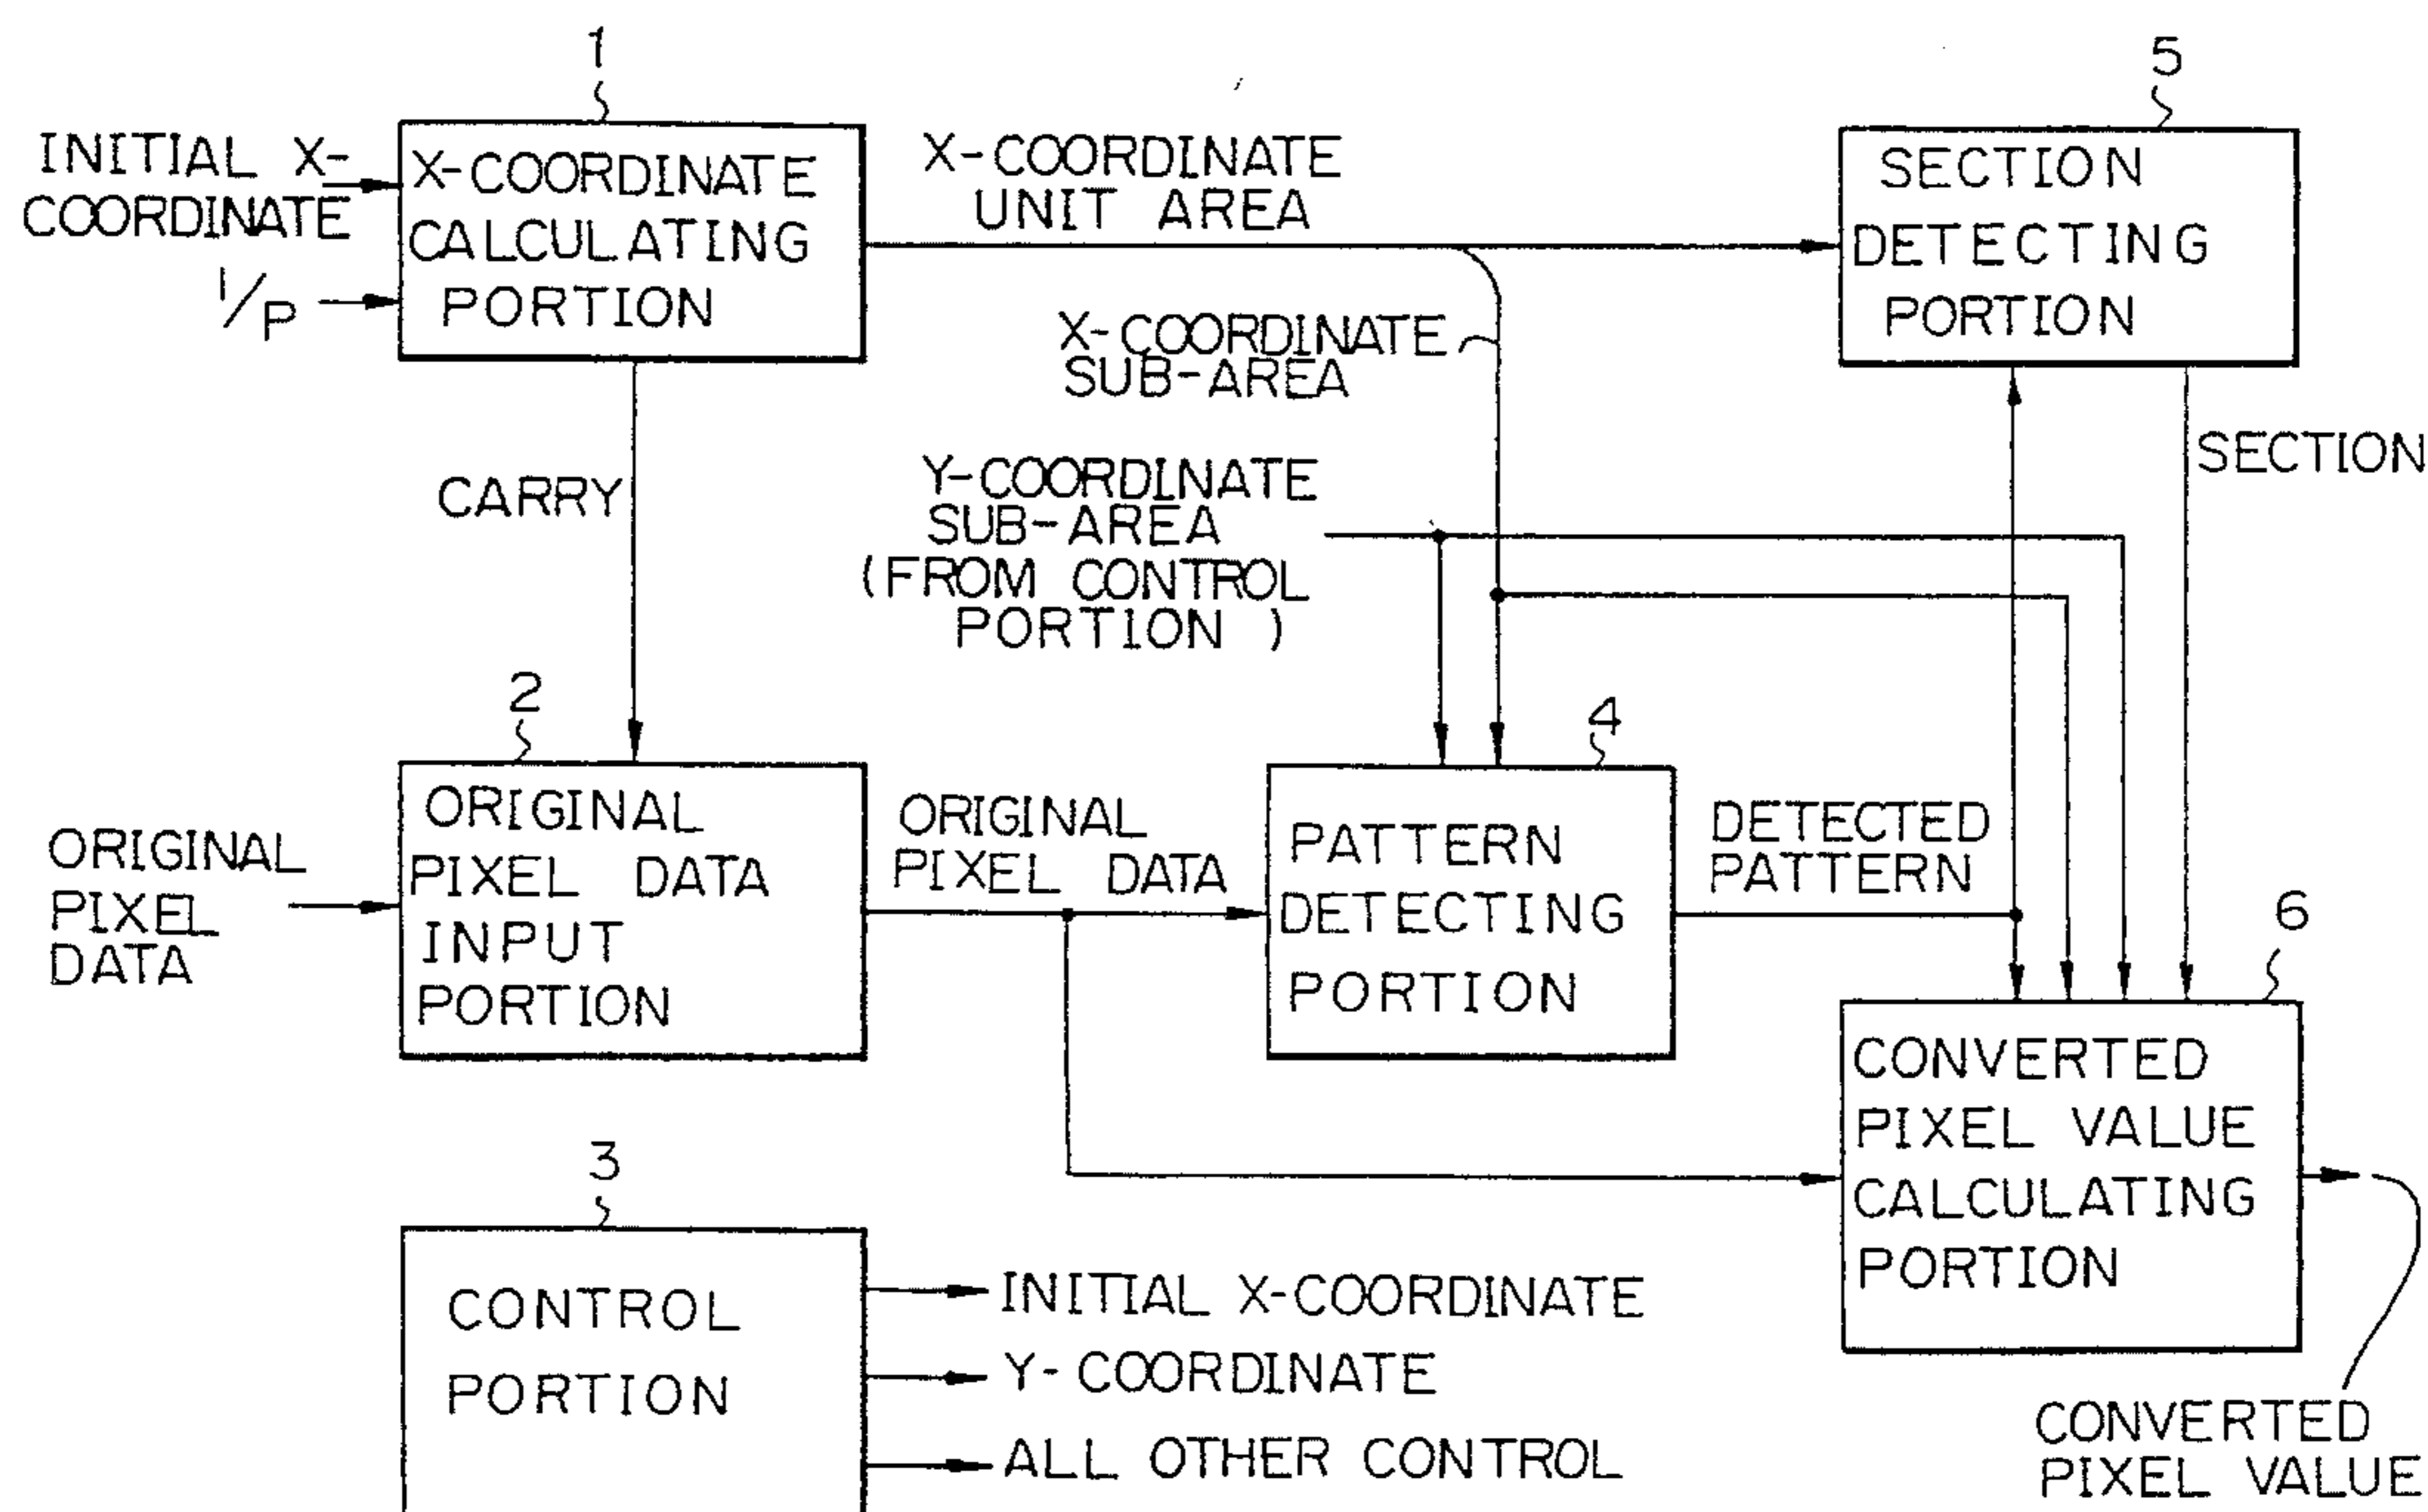 1
5
INITIAL X-
COORDINATE
1/P
X-COORDINATE
CALCULATING
PORTION
X-COORDINATE
UNIT AREA
SECTION
DETECTING
PORTION
X-COORDINATE
SUB-AREA
CARRY
Y-COORDINATE
SUB-AREA
(FROM CONTROL
PORTION )
SECTION
2
4
ORIGINAL
PIXEL
DATA
ORIGINAL
PIXEL DATA
INPUT
PORTION
ORIGINAL
PIXEL DATA
PATTERN
DETECTING
PORTION
DETECTED
PATTERN
6
CONVERTED
PIXEL VALUE
CALCULATING
PORTION
3
CONTROL
PORTION
INITIAL X-COORDINATE
Y- COORDINATE
ALL OTHER CONTROL
CONVERTED
PIXEL VALUE